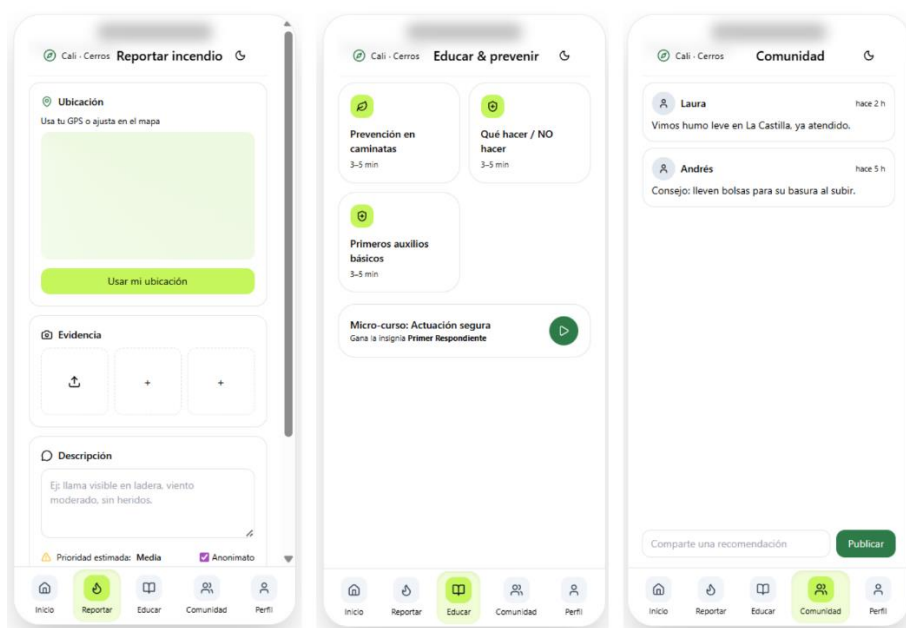 Cali · Cerros Reportar incendio
Ubicación
Usa tu GPS o ajusta en el mapa
Usar mi ubicación
Evidencia
+ +
Descripción
Ej: llama visible en ladera, viento
moderado, sin heridos.
Prioridad estimada: Media Anonimato
Inicio Reportar Educar Comunidad Perfil
Cali · Cerros Educar & prevenir
Prevención en
caminatas
3–5 min
Qué hacer / NO
hacer
3–5 min
Primeros auxilios
básicos
3–5 min
Micro-curso: Actuación segura
Gana la insignia Primer Respondiente
Inicio Reportar Educar Comunidad Perfil
Cali · Cerros Comunidad
Laura hace 2 h
Vimos humo leve en La Castilla, ya atendido.
Andrés hace 5 h
Consejo: lleven bolsas para su basura al subir.
Comparte una recomendación Publicar
Inicio Reportar Educar Comunidad Perfil